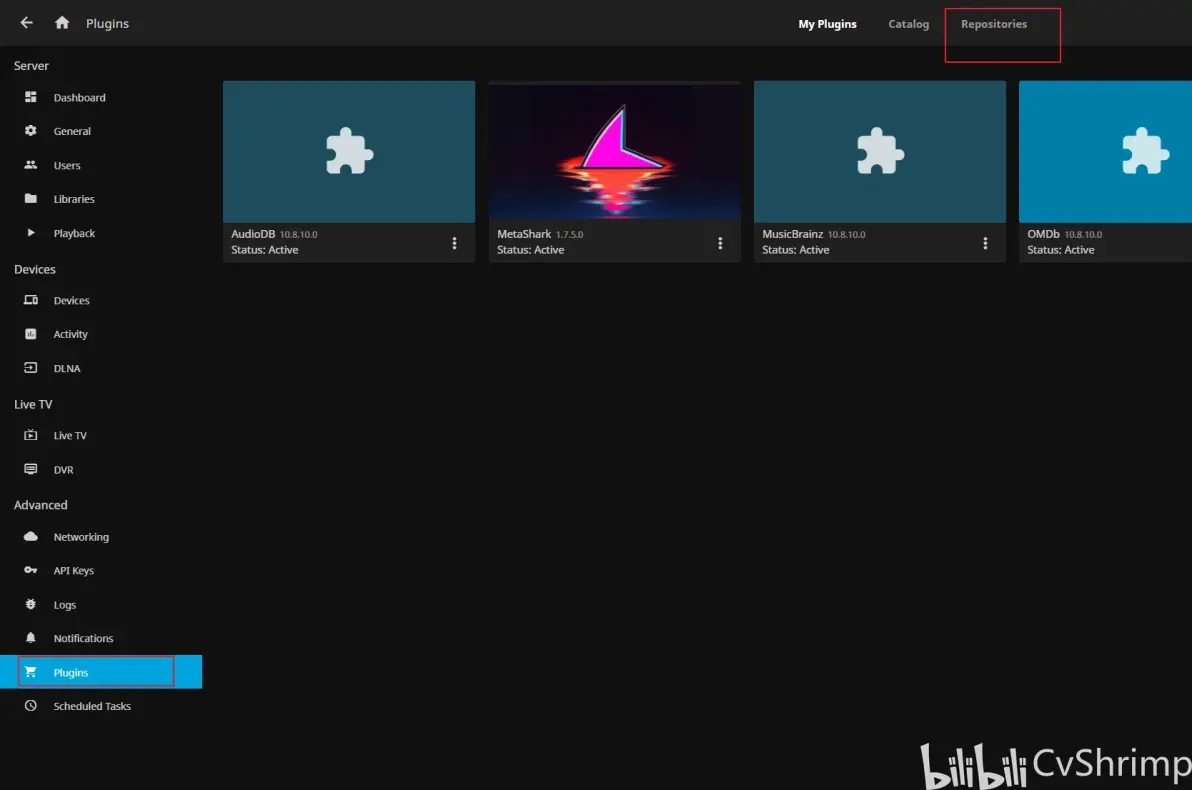 Plugins
My Plugins Catalog Repositories
Server
Dashboard
General
Users
Libraries
Playback
Devices
Devices
Activity
DLNA
Live TV
Live TV
DVR
Advanced
Networking
API Keys
Logs
Notifications
Plugins
Scheduled Tasks
AudioDB 10.8.10.0
Status: Active
MetaShark 1.7.5.0
Status: Active
MusicBrainz 10.8.10.0
Status: Active
OMDb 10.8.10.0
Status: Active
bilibili CvShrimp